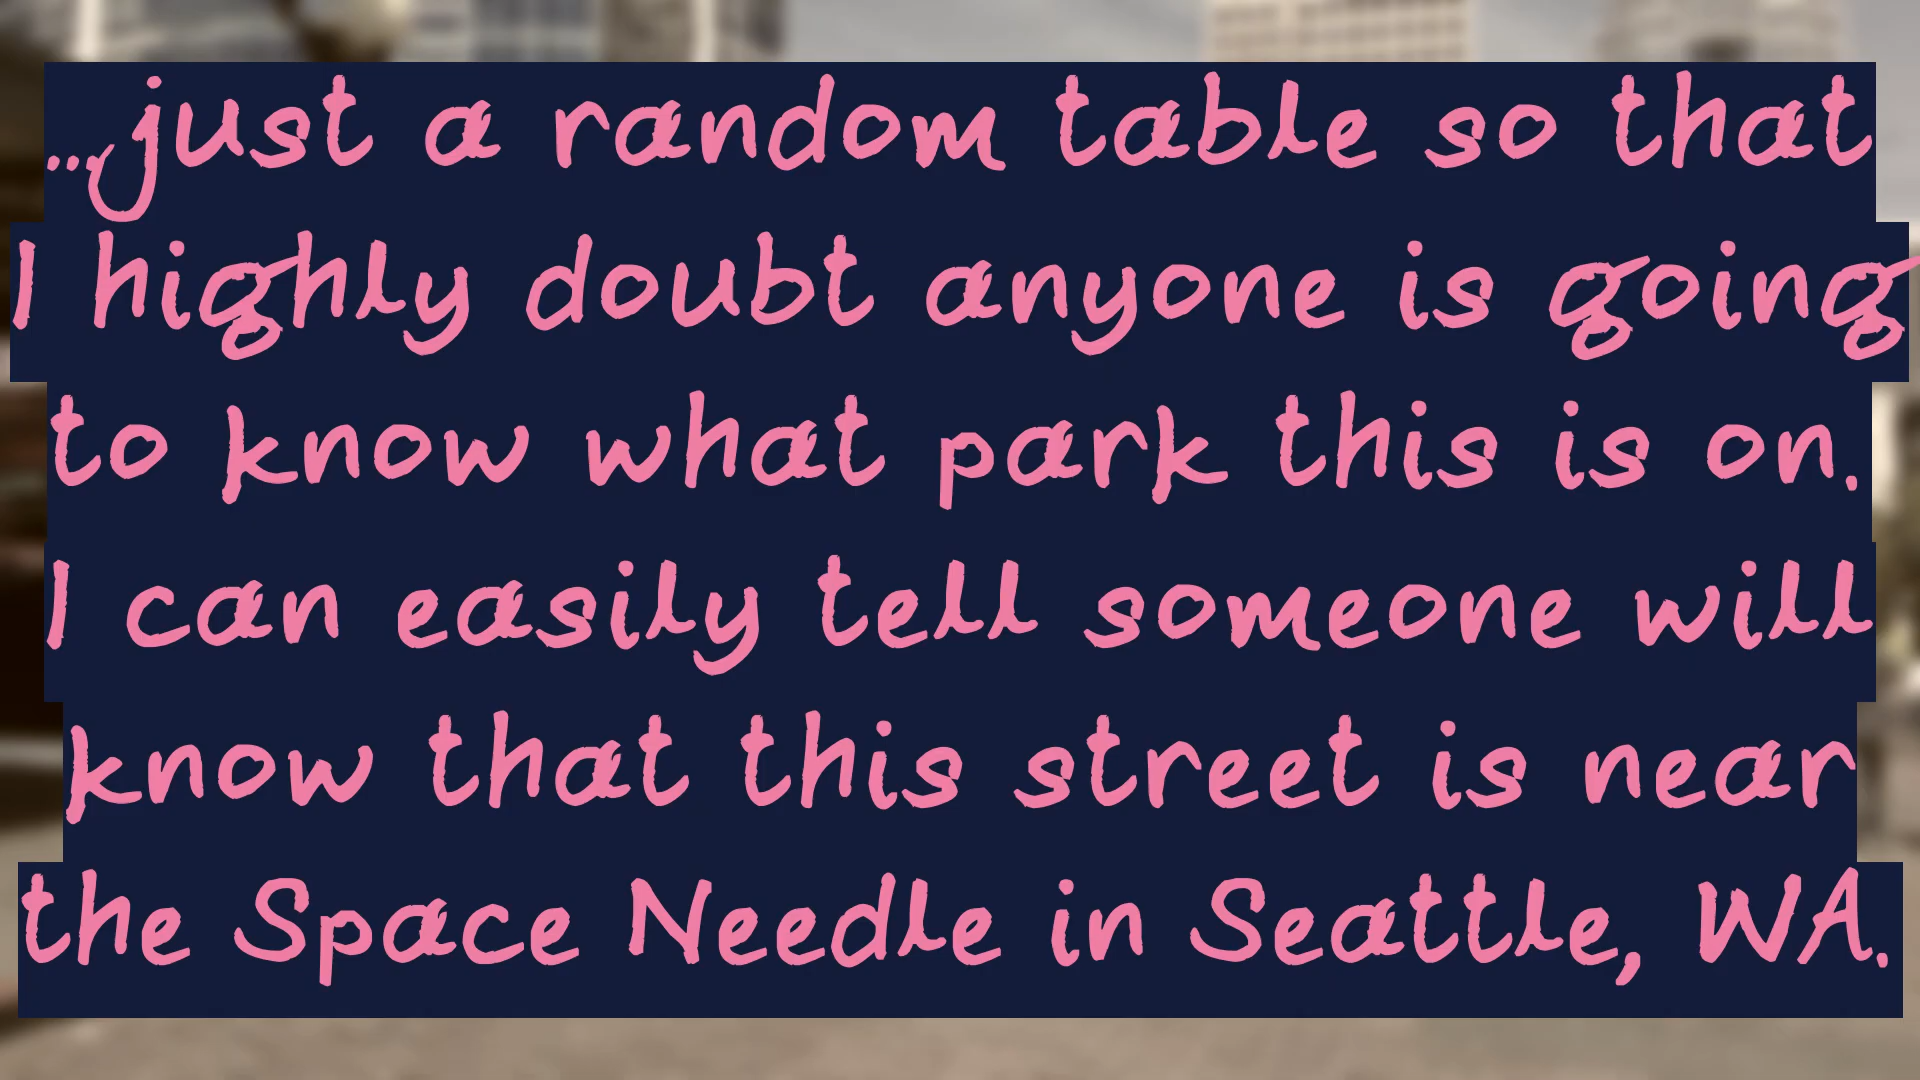 ...just a random table so that
I highly doubt anyone is going
to know what park this is on.
I can easily tell someone will
know that this street is near
the Space Needle in Seattle, WA.